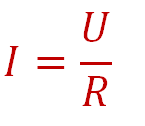 I = U/R